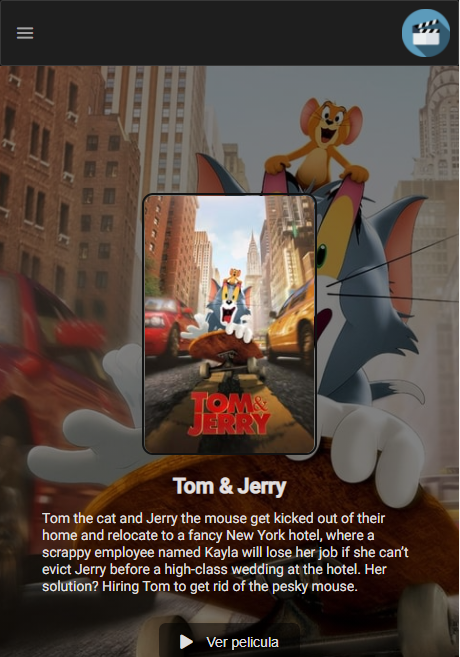 TOM &
JERRY
Tom & Jerry
Tom the cat and Jerry the mouse get kicked out of their
home and relocate to a fancy New York hotel, where a
scrappy employee named Kayla will lose her job if she can't
evict Jerry before a high-class wedding at the hotel. Her
solution? Hiring Tom to get rid of the pesky mouse.
Ver pelicula